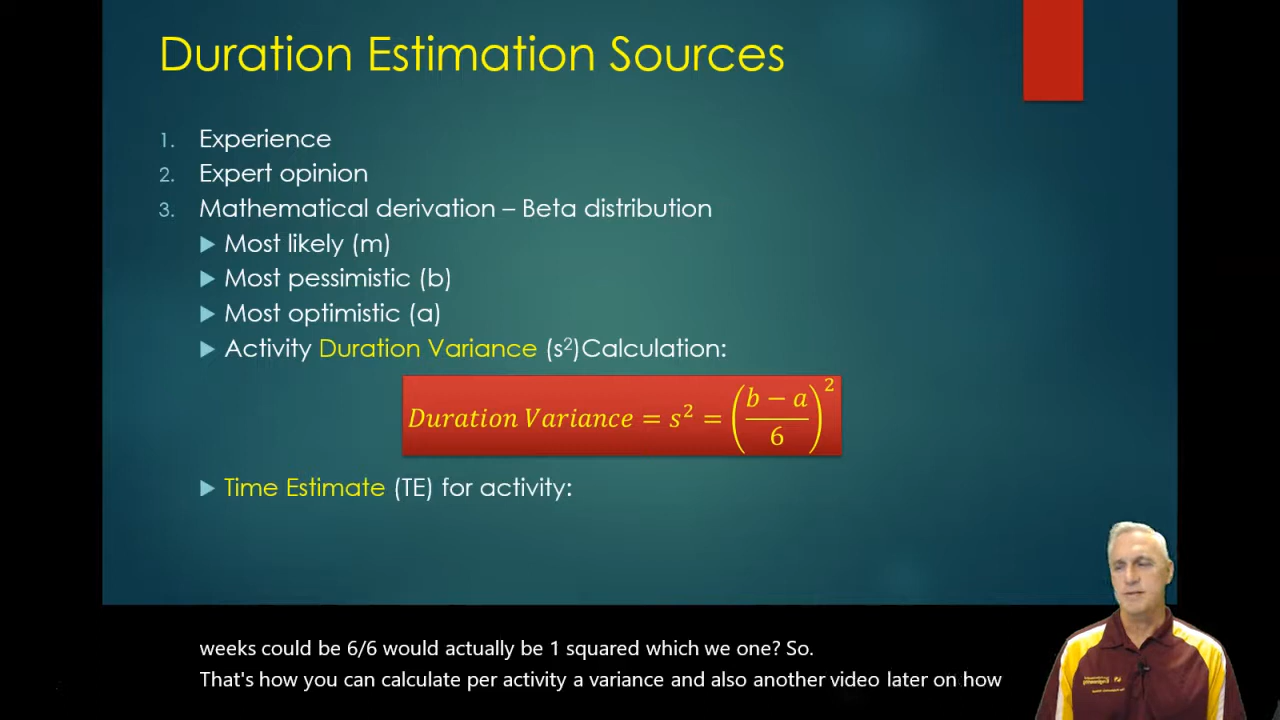 Duration Estimation Sources
1. Experience
2. Expert opinion
3. Mathematical derivation – Beta distribution
Most likely (m)
Most pessimistic (b)
Most optimistic (a)
Activity Duration Variance (s²)Calculation:
Duration Variance = s² = ((b − a)/6)²
Time Estimate (TE) for activity:
weeks could be 6/6 would actually be 1 squared which we one? So.
That's how you can calculate per activity a variance and also another video later on how